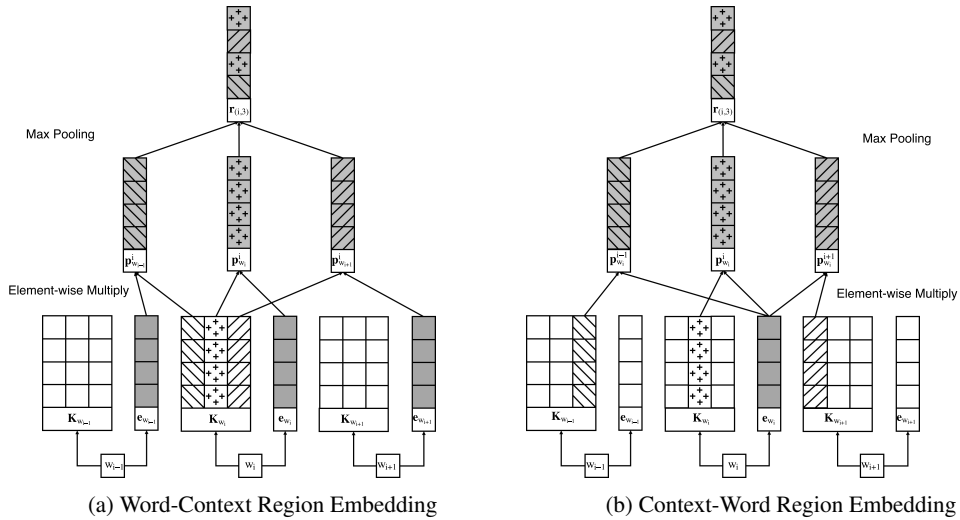 r(i,3)
r(i,3)
Max Pooling
Max Pooling
p^i_{w_{i−1}}
p^i_{w_i}
p^i_{w_{i+1}}
p^{i−1}_{w_i}
p^i_{w_i}
p^{i+1}_{w_i}
Element-wise Multiply
Element-wise Multiply
K_{w_{i−1}} e_{w_{i−1}} K_{w_i} e_{w_i} K_{w_{i+1}} e_{w_{i+1}}
K_{w_{i−1}} e_{w_{i−1}} K_{w_i} e_{w_i} K_{w_{i+1}} e_{w_{i+1}}
w_{i−1} w_i w_{i+1}
w_{i−1} w_i w_{i+1}
(a) Word-Context Region Embedding
(b) Context-Word Region Embedding